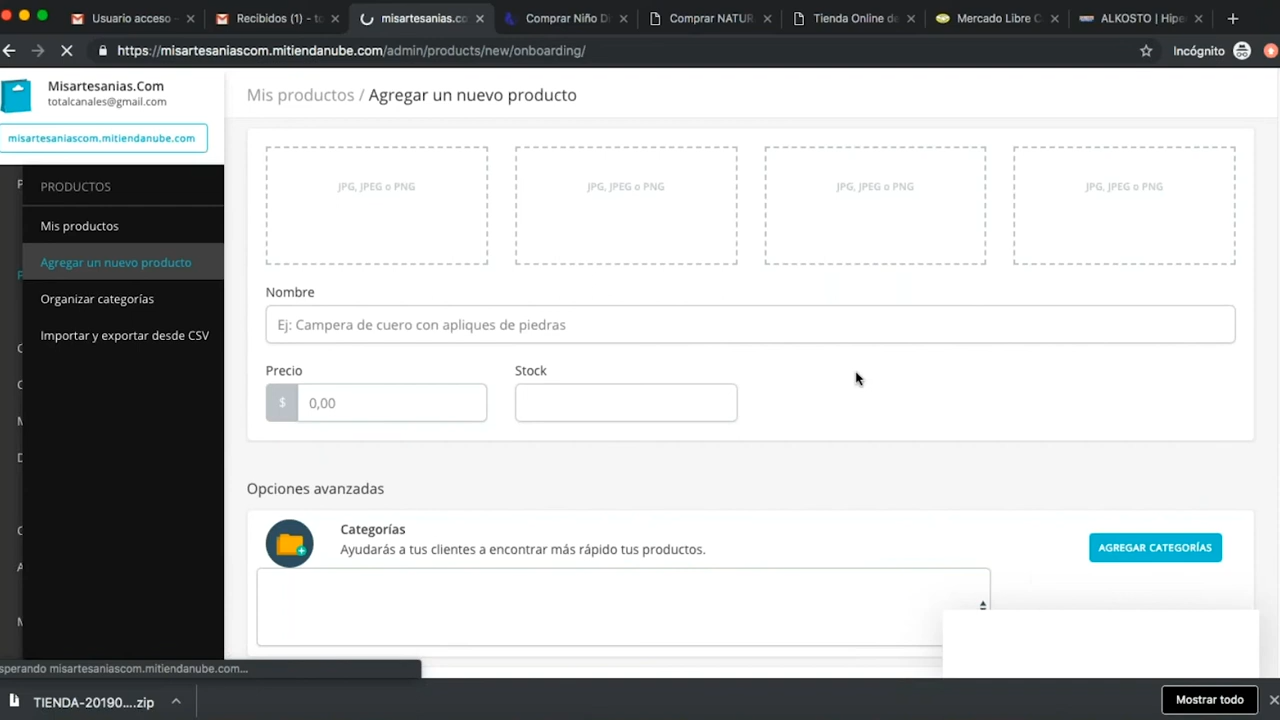 Usuario acceso
Recibidos (1) - to
misartesanias.co
Comprar Niño D
Comprar NATUR
Tienda Online de
Mercado Libre C
ALKOSTO | Hipe
https://misartesaniascom.mitiendanube.com/admin/products/new/onboarding/
Incógnito
Misartesanias.Com
totalcanales@gmail.com
misartesaniascom.mitiendanube.com
Mis productos / Agregar un nuevo producto
PRODUCTOS
Mis productos
Agregar un nuevo producto
Organizar categorías
Importar y exportar desde CSV
JPG, JPEG o PNG
JPG, JPEG o PNG
JPG, JPEG o PNG
JPG, JPEG o PNG
Nombre
Ej: Campera de cuero con apliques de piedras
Precio
Stock
$ 0,00
Opciones avanzadas
Categorías
Ayudarás a tus clientes a encontrar más rápido tus productos.
AGREGAR CATEGORÍAS
sperando misartesaniascom.mitiendanube.com...
TIENDA-20190....zip
Mostrar todo